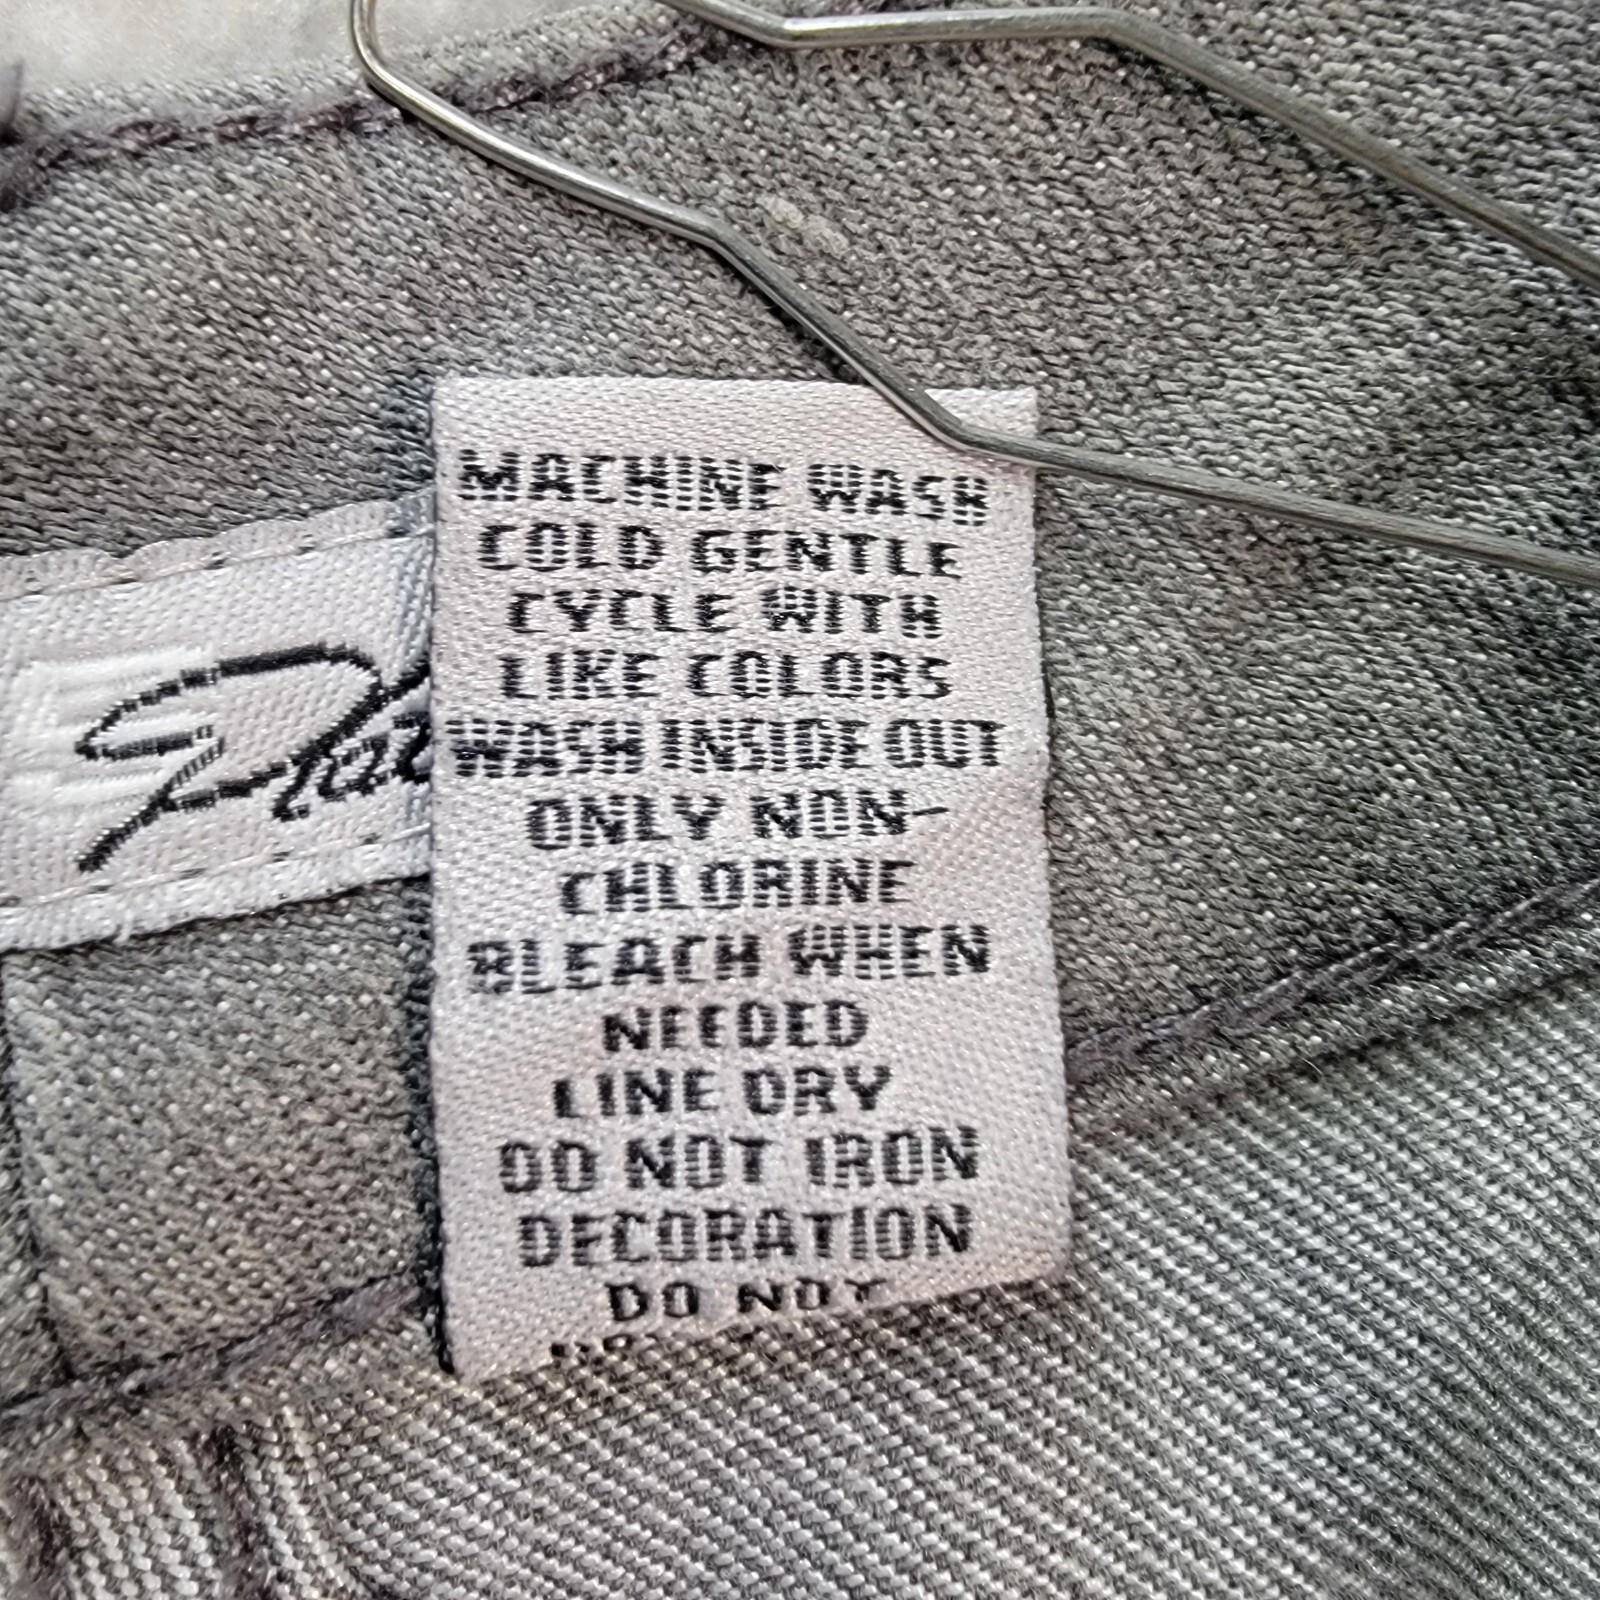 MACHINE WASH
COLD GENTLE
CYCLE WITH
LIKE COLORS
WASH INSIDE OUT
ONLY NON-
CHLORINE
BLEACH WHEN
NEEDED
LINE DRY
DO NOT IRON
DECORATION
DO NOT